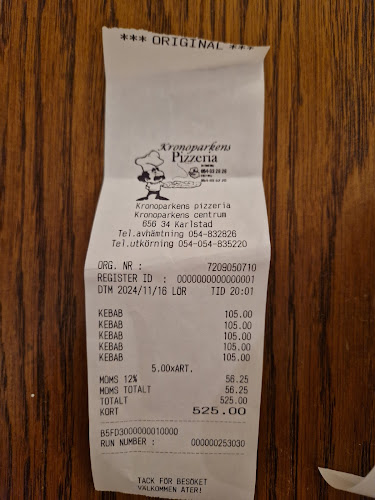 *** ORIGINAL ***
Kronoparkens
Pizzeria
Kronoparkens pizzeria
Kronoparkens centrum
656 34 Karlstad
Tel.avhämtning 054-832826
Tel.utkörning 054-054-835220
ORG. NR : 7209050710
REGISTER ID : 0000000000000001
DTM 2024/11/16 LÖR TID 20:01
KEBAB 105.00
KEBAB 105.00
KEBAB 105.00
KEBAB 105.00
KEBAB 105.00
5.00xART.
MOMS 12% 56.25
MOMS TOTALT 56.25
TOTALT 525.00
KORT 525.00
B5FD3000000010000
RUN NUMBER : 000000253030
TACK FÖR BESÖKET
VÄLKOMMEN ÅTER!